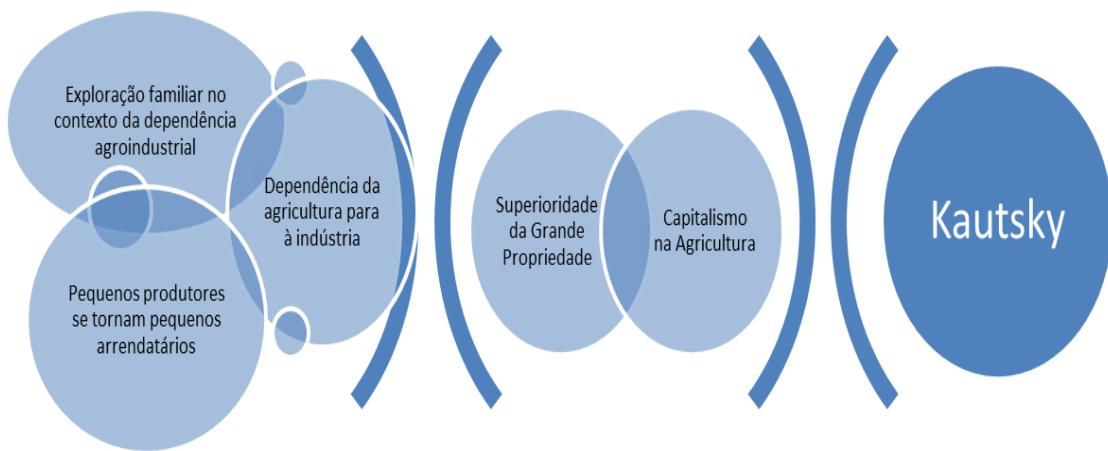 Exploração familiar no
contexto da dependência
agroindustrial
Dependência da
agricultura para
à indústria
Pequenos produtores
se tornam pequenos
arrendatários
Superioridade
da Grande
Propriedade
Capitalismo
na Agricultura
Kautsky